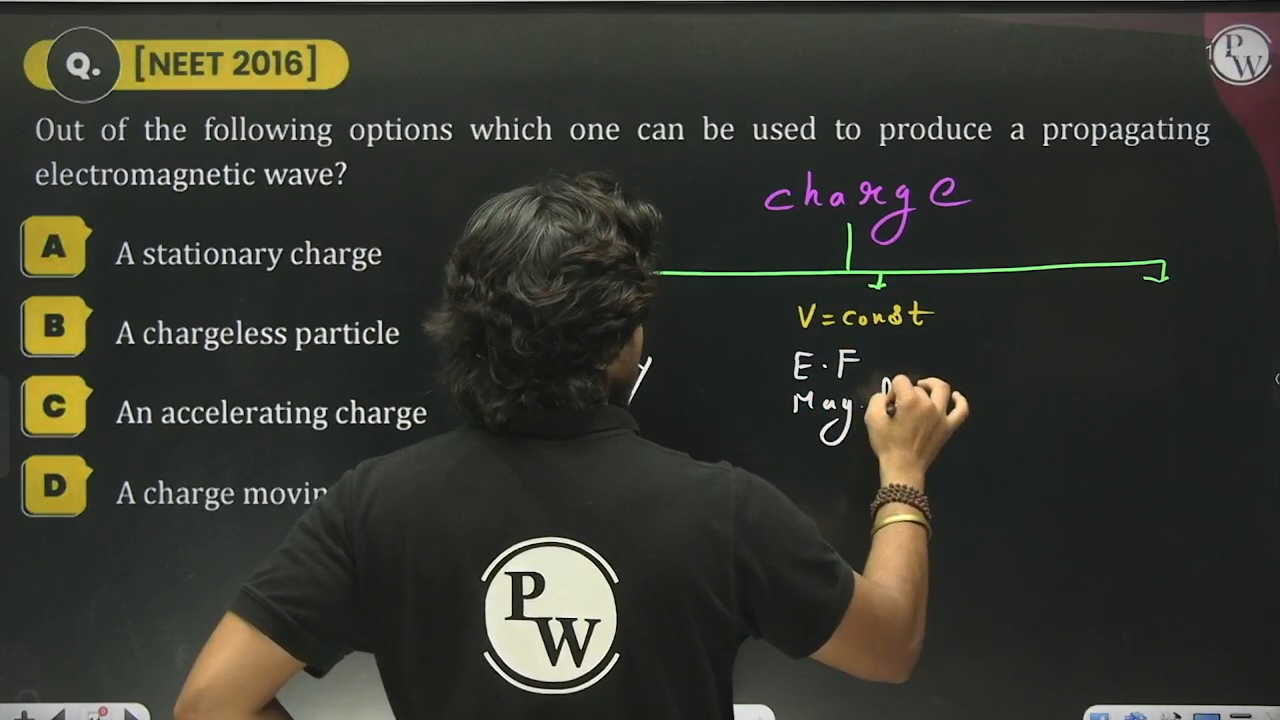 Q. [NEET 2016]
PW
Out of the following options which one can be used to produce a propagating
electromagnetic wave?
charge
A A stationary charge
V = const
B A chargeless particle
E.F
Mag.
C An accelerating charge
D A charge movin
PW